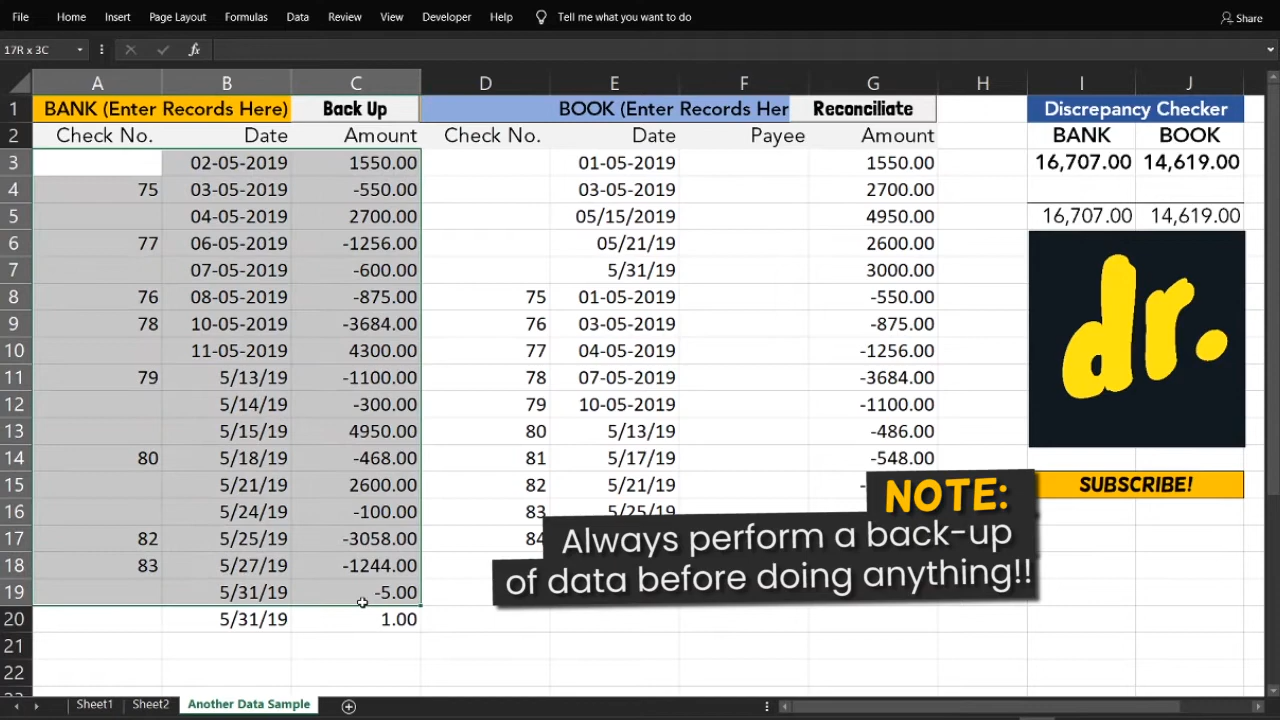 File Home Insert Page Layout Formulas Data Review View Developer Help Tell me what you want to do Share
17R x 3C fx
A B C D E F G H I J
1 BANK (Enter Records Here) Back Up BOOK (Enter Records Her Reconciliate Discrepancy Checker
2 Check No. Date Amount Check No. Date Payee Amount BANK BOOK
3 02-05-2019 1550.00 01-05-2019 1550.00 16,707.00 14,619.00
4 75 03-05-2019 -550.00 03-05-2019 2700.00
5 04-05-2019 2700.00 05/15/2019 4950.00 16,707.00 14,619.00
6 77 06-05-2019 -1256.00 05/21/19 2600.00
7 07-05-2019 -600.00 5/31/19 3000.00
8 76 08-05-2019 -875.00 75 01-05-2019 -550.00
9 78 10-05-2019 -3684.00 76 03-05-2019 -875.00
10 11-05-2019 4300.00 77 04-05-2019 -1256.00
11 79 5/13/19 -1100.00 78 07-05-2019 -3684.00
12 5/14/19 -300.00 79 10-05-2019 -1100.00
13 5/15/19 4950.00 80 5/13/19 -486.00
14 80 5/18/19 -468.00 81 5/17/19 -548.00
15 5/21/19 2600.00 82 5/21/19
16 5/24/19 -100.00 83 5/25/19
17 82 5/25/19 -3058.00 84
18 83 5/27/19 -1244.00
19 5/31/19 -5.00
20 5/31/19 1.00
21
22
dr.
SUBSCRIBE!
NOTE:
Always perform a back-up
of data before doing anything!!
Sheet1 Sheet2 Another Data Sample